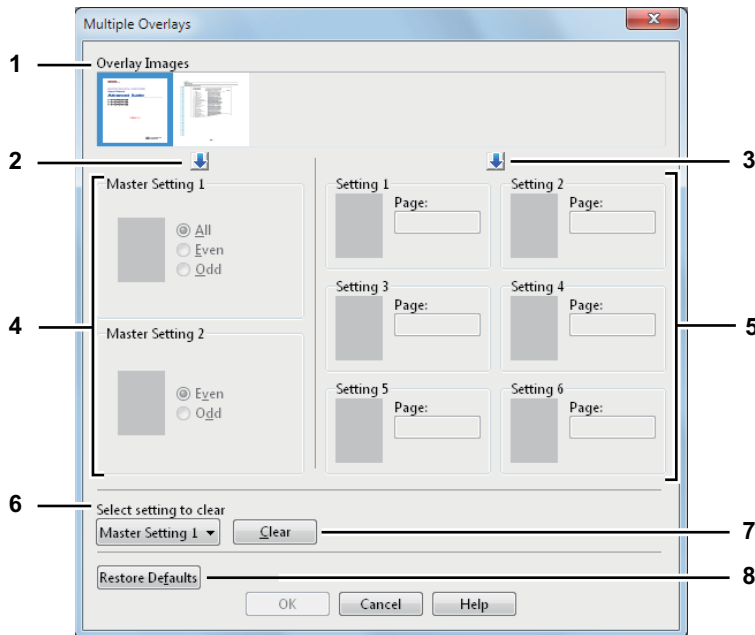 Multiple Overlays
1
Overlay Images
Advanced Guide
2
3
Master Setting 1
All
Even
Odd
Setting 1
Page:
Setting 2
Page:
Setting 3
Page:
Setting 4
Page:
4
5
Master Setting 2
Even
Odd
Setting 5
Page:
Setting 6
Page:
6
Select setting to clear
Master Setting 1
Clear
7
Restore Defaults
8
OK
Cancel
Help